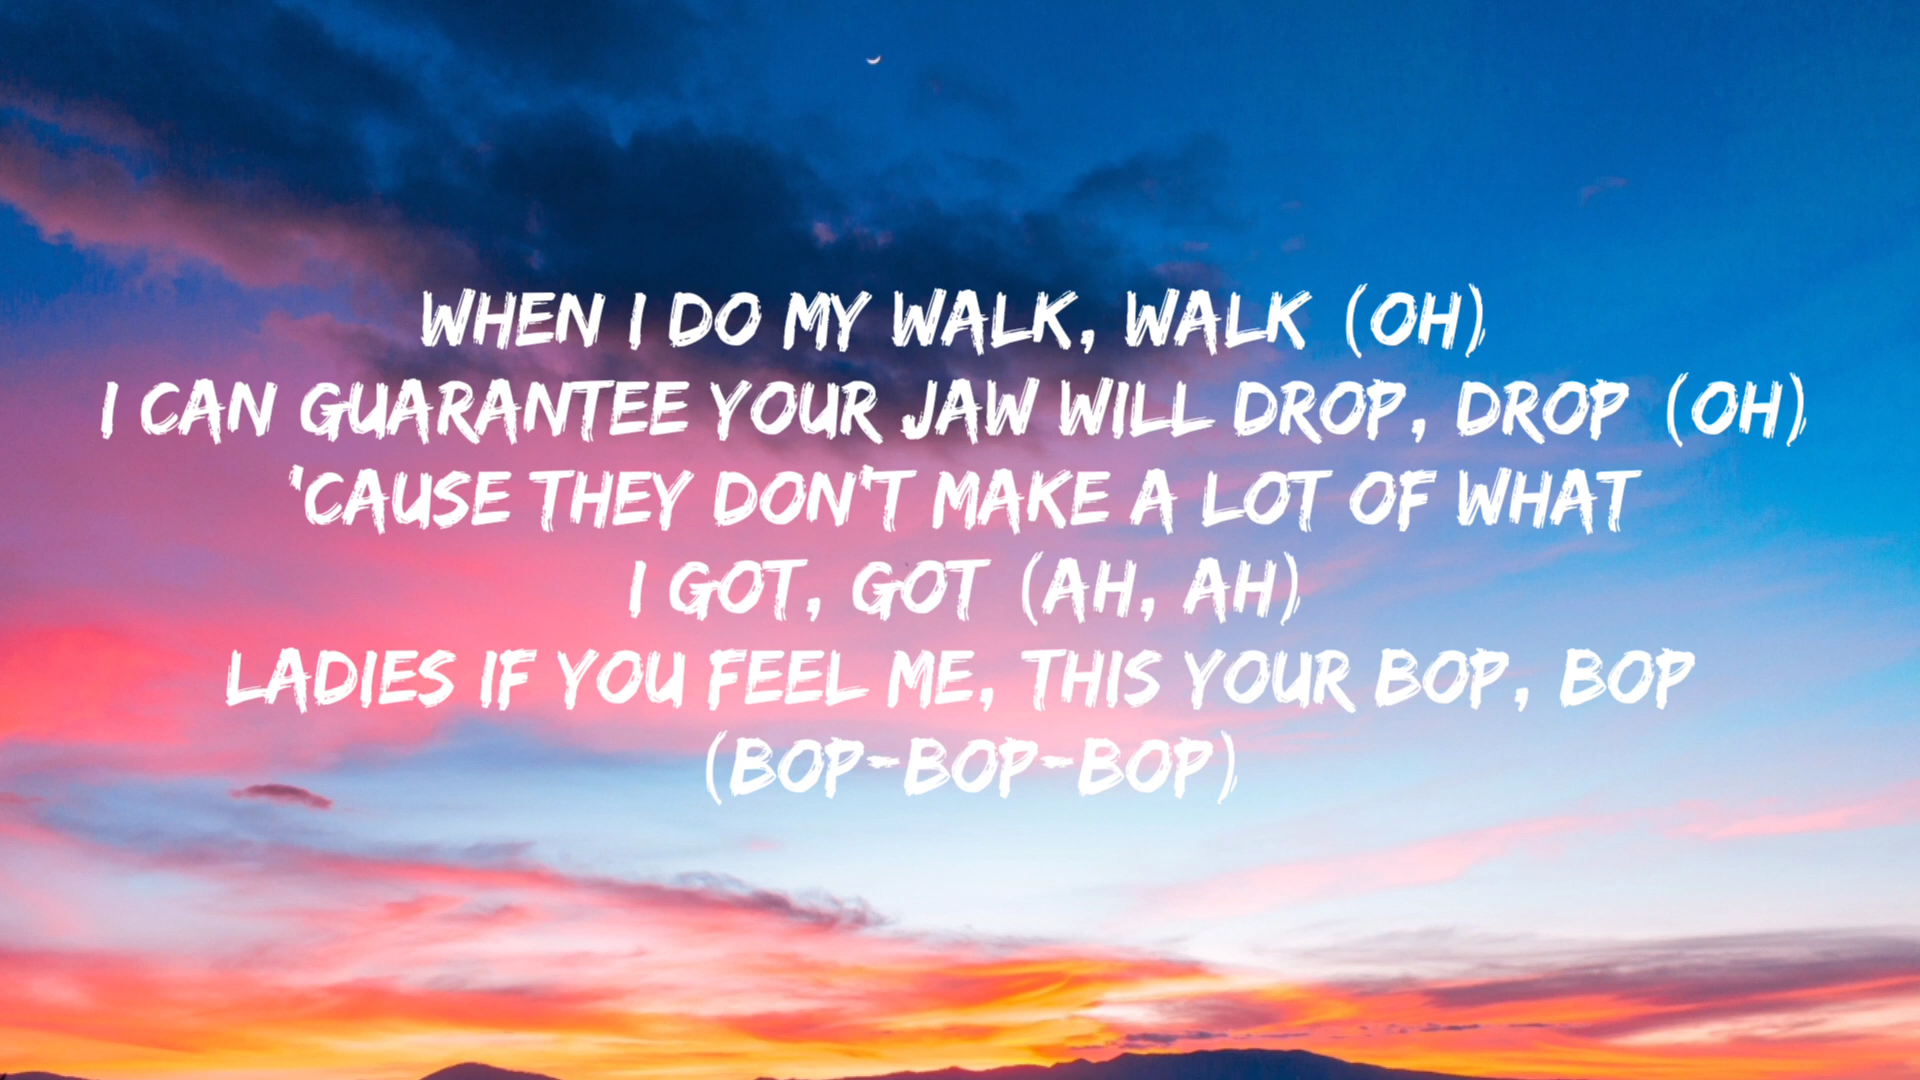 WHEN I DO MY WALK, WALK (OH)
I CAN GUARANTEE YOUR JAW WILL DROP, DROP (OH)
'CAUSE THEY DON'T MAKE A LOT OF WHAT
I GOT, GOT (AH, AH)
LADIES IF YOU FEEL ME, THIS YOUR BOP, BOP
(BOP-BOP-BOP)